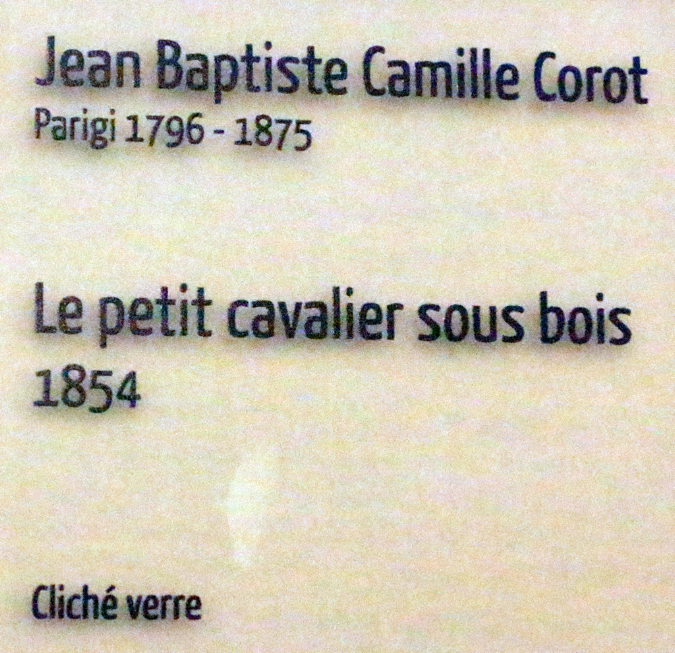 Jean Baptiste Camille Corot
Parigi 1796 - 1875
Le petit cavalier sous bois
1854
Cliché verre